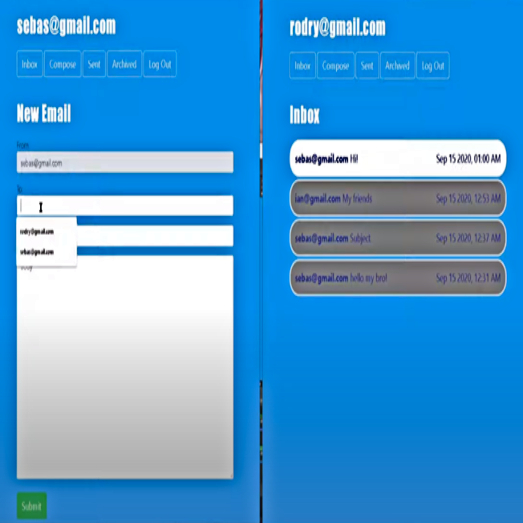 sebas@gmail.com
Inbox Compose Sent Archived Log Out
New Email
From
sebas@gmail.com
To
rodry@gmail.com
sebas@gmail.com
Body
Submit
rodry@gmail.com
Inbox Compose Sent Archived Log Out
Inbox
sebas@gmail.com Hi! Sep 15 2020, 01:00 AM
ian@gmail.com My friends Sep 15 2020, 12:53 AM
sebas@gmail.com Subject Sep 15 2020, 12:37 AM
sebas@gmail.com hello my bro! Sep 15 2020, 12:31 AM